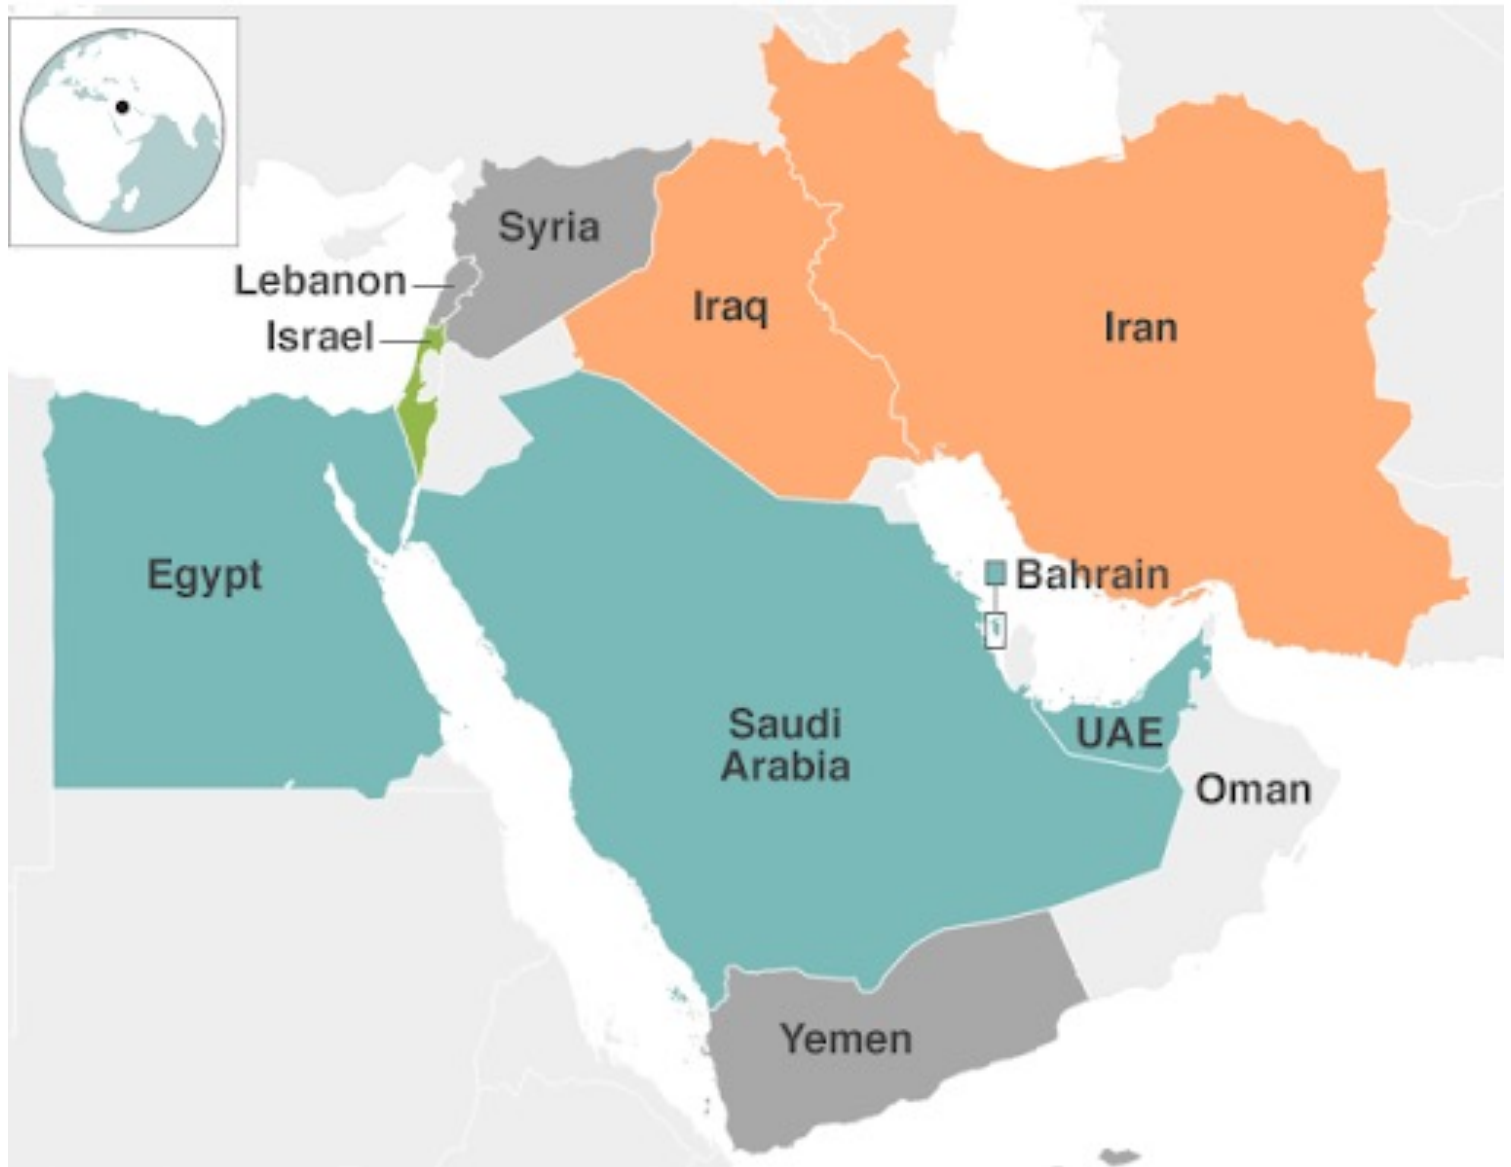 Syria
Lebanon
Israel
Iraq
Iran
Egypt
Bahrain
Saudi
Arabia
UAE
Oman
Yemen